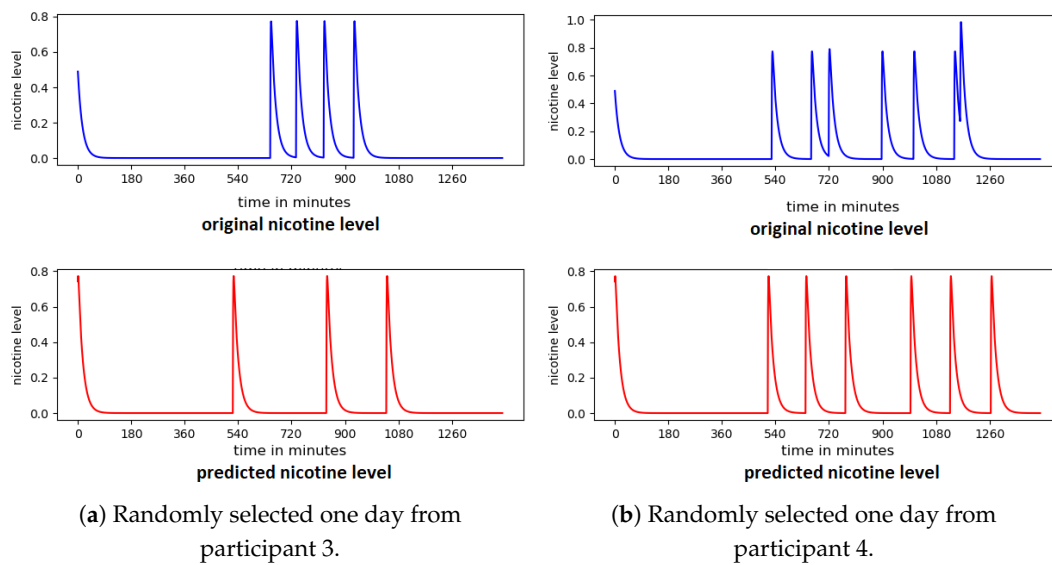 nicotine level
0.8
0.6
0.4
0.2
0.0
0 180 360 540 720 900 1080 1260
time in minutes
original nicotine level
nicotine level
1.0
0.8
0.6
0.4
0.2
0.0
0 180 360 540 720 900 1080 1260
time in minutes
original nicotine level
nicotine level
0.8
0.6
0.4
0.2
0.0
0 180 360 540 720 900 1080 1260
time in minutes
predicted nicotine level
nicotine level
0.8
0.6
0.4
0.2
0.0
0 180 360 540 720 900 1080 1260
time in minutes
predicted nicotine level
(a) Randomly selected one day from
participant 3.
(b) Randomly selected one day from
participant 4.